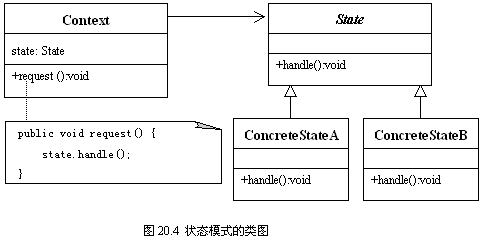 Context
state: State
+request ():void
State
+handle():void
public void request() {
state.handle();
}
ConcreteStateA
+handle():void
ConcreteStateB
+handle():void
图 20.4 状态模式的类图